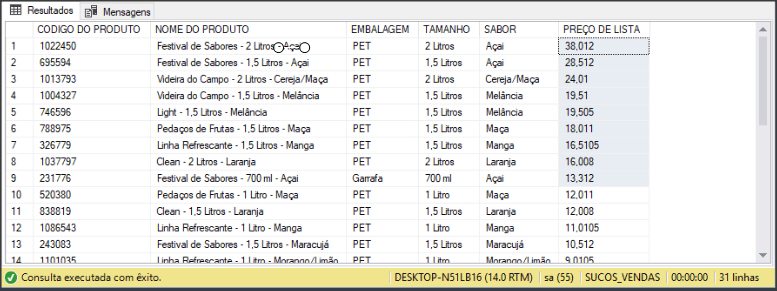 Resultados Mensagens
CODIGO DO PRODUTO NOME DO PRODUTO EMBALAGEM TAMANHO SABOR PREÇO DE LISTA
1 1022450 Festival de Sabores - 2 Litros - Açai PET 2 Litros Açai 38,012
2 695594 Festival de Sabores - 1,5 Litros - Açai PET 1,5 Litros Açai 28,512
3 1013793 Videira do Campo - 2 Litros - Cereja/Maça PET 2 Litros Cereja/Maça 24,01
4 1004327 Videira do Campo - 1,5 Litros - Melância PET 1,5 Litros Melância 19,51
5 746596 Light - 1,5 Litros - Melância PET 1,5 Litros Melância 19,505
6 788975 Pedaços de Frutas - 1,5 Litros - Maça PET 1,5 Litros Maça 18,011
7 326779 Linha Refrescante - 1,5 Litros - Manga PET 1,5 Litros Manga 16,5105
8 1037797 Clean - 2 Litros - Laranja PET 2 Litros Laranja 16,008
9 231776 Festival de Sabores - 700 ml - Açai Garrafa 700 ml Açai 13,312
10 520380 Pedaços de Frutas - 1 Litro - Maça PET 1 Litro Maça 12,011
11 838819 Clean - 1,5 Litros - Laranja PET 1,5 Litros Laranja 12,008
12 1086543 Linha Refrescante - 1 Litro - Manga PET 1 Litro Manga 11,0105
13 243083 Festival de Sabores - 1,5 Litros - Maracujá PET 1,5 Litros Maracujá 10,512
14 1101035 Linha Refrescante - 1 Litro - Morango/Limão PET 1 Litro Morango/Limão 9,0105
Consulta executada com êxito. DESKTOP-N51LB16 (14.0 RTM) sa (55) SUCOS_VENDAS 00:00:00 31 linhas